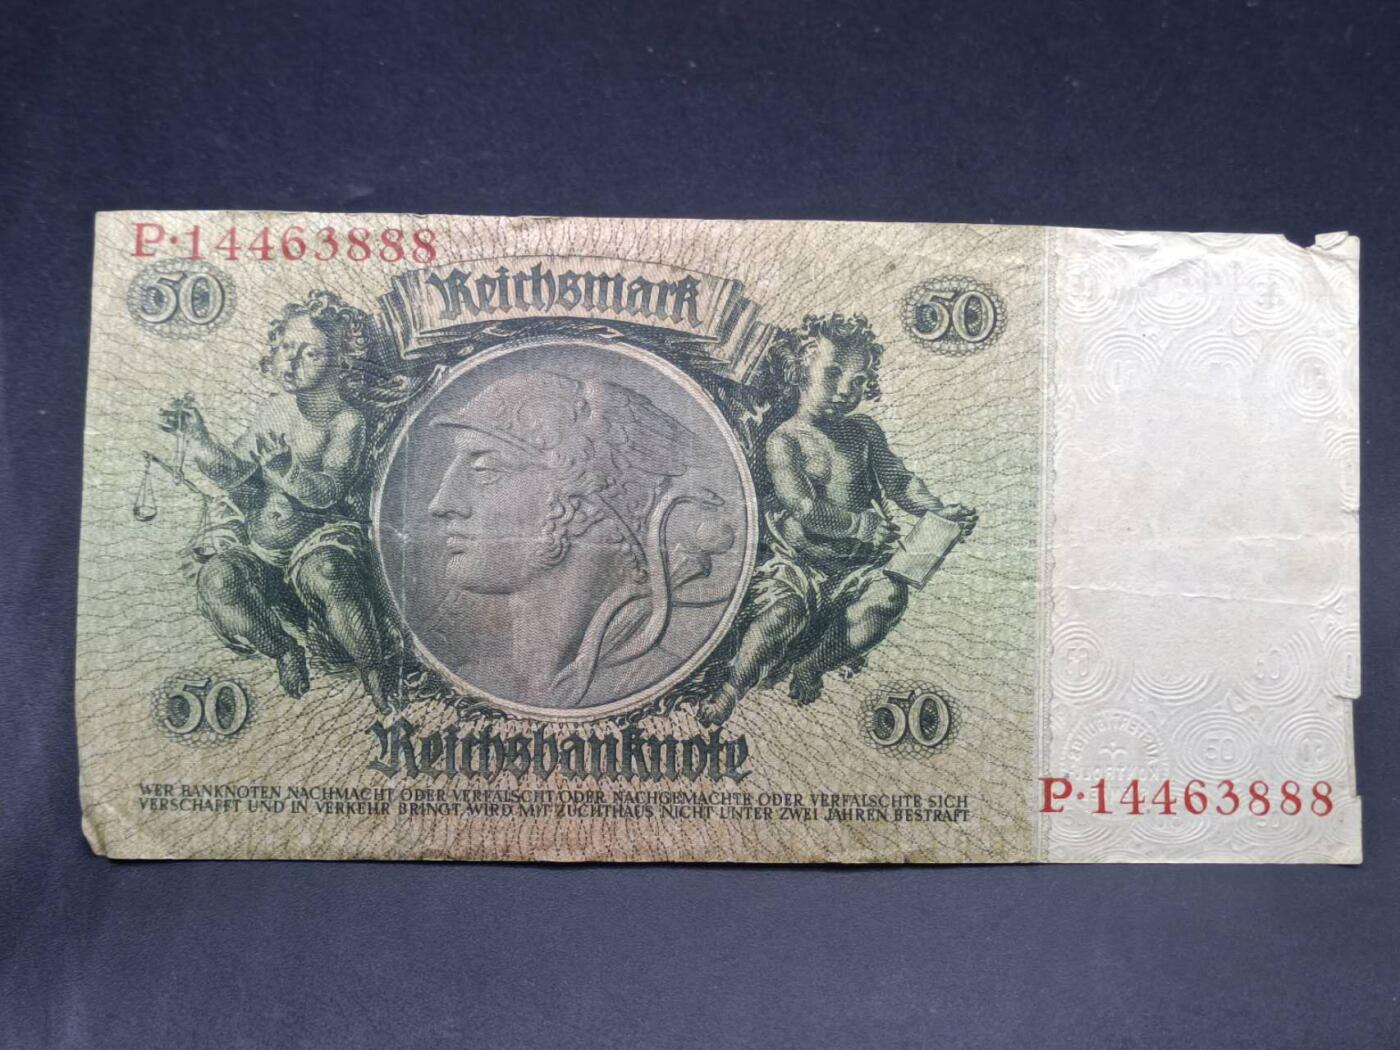 P·14463888
Reichsmark
50
50
50
50
Reichsbanknote
WER BANKNOTEN NACHMACHT ODER VERFÄLSCHT ODER NACHGEMACHTE ODER VERFÄLSCHTE SICH
VERSCHAFFT UND IN VERKEHR BRINGT, WIRD MIT ZUCHTHAUS NICHT UNTER ZWEI JAHREN BESTRAFT
P·14463888